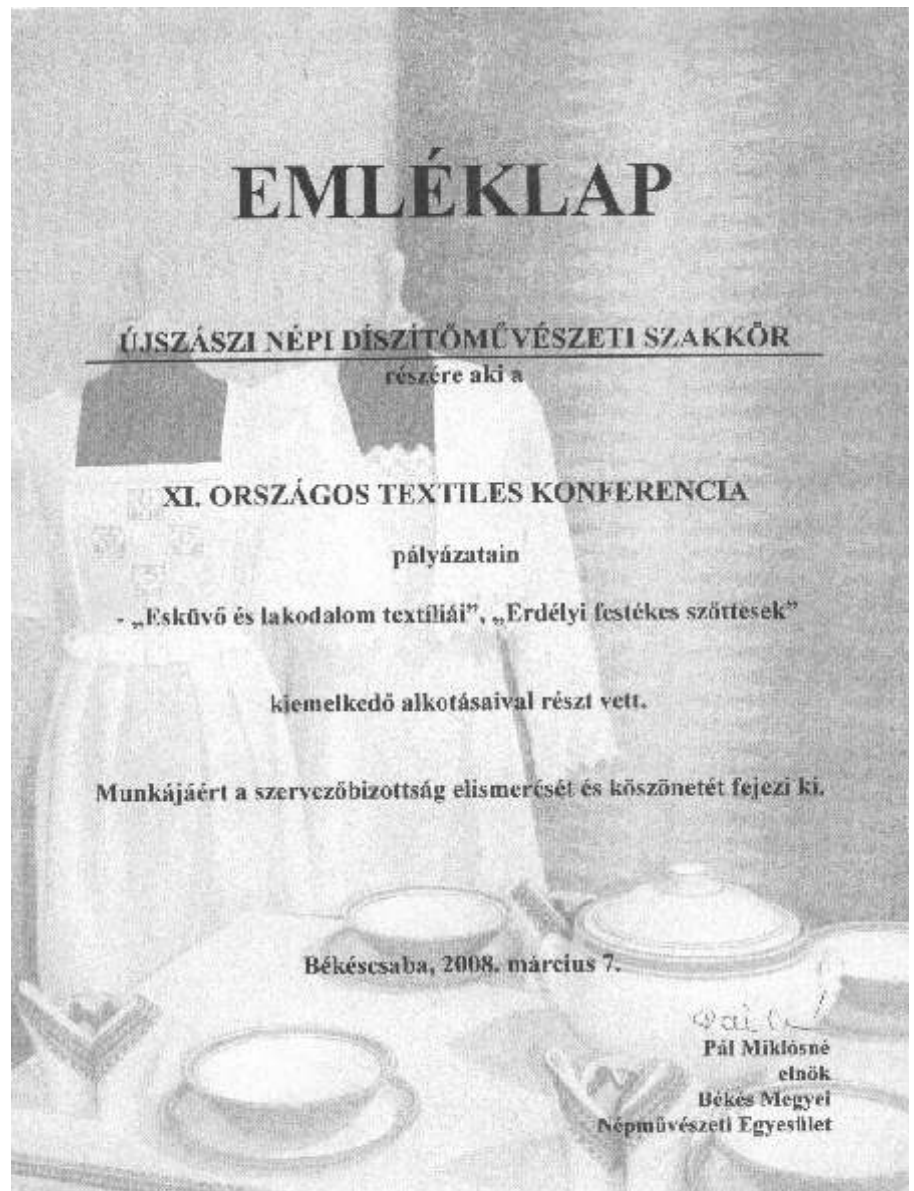 EMLÉKLAP
ÚJSZÁSZI NÉPI DÍSZÍTŐMŰVÉSZETI SZAKKÖR
részére aki a
XI. ORSZÁGOS TEXTILES KONFERENCIA
pályázatain
- „Esküvő és lakodalom textíliái”, „Erdélyi festékes szőttesek”
kiemelkedő alkotásaival részt vett.
Munkájáért a szervezőbizottság elismerését és köszönetét fejezi ki.
Békéscsaba, 2008. március 7.
Pál Miklósné
elnök
Békés Megyei
Népművészeti Egyesület